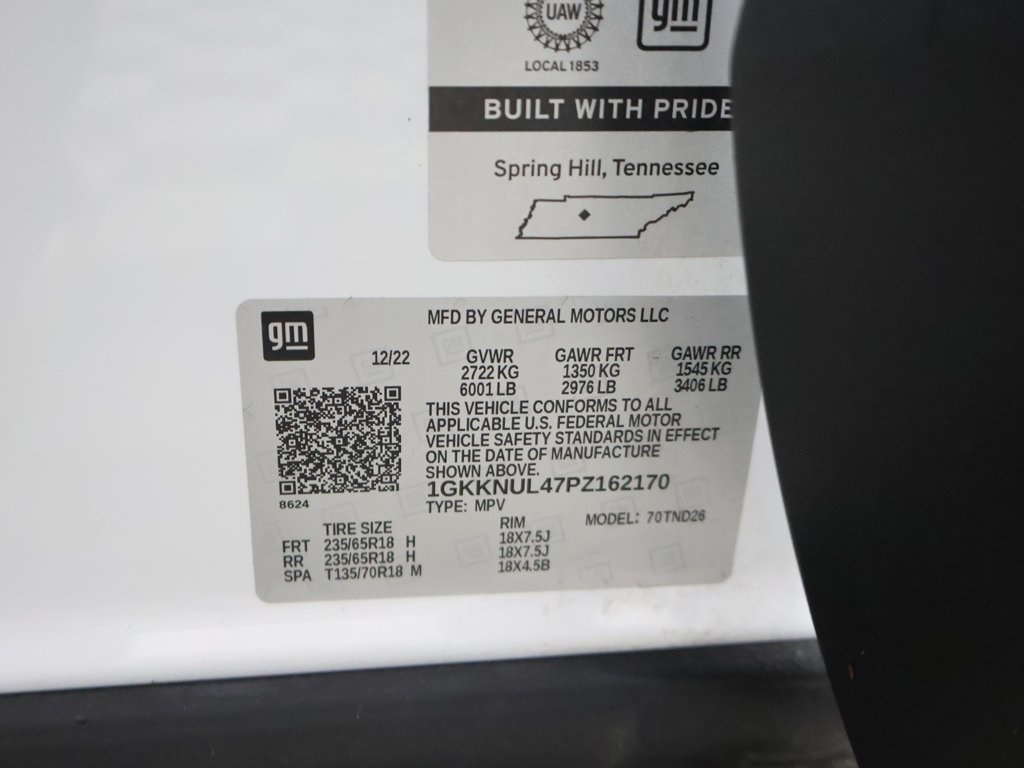 UAW
gm
LOCAL 1853
BUILT WITH PRIDE
Spring Hill, Tennessee
gm
MFD BY GENERAL MOTORS LLC
12/22 GVWR GAWR FRT GAWR RR
2722 KG 1350 KG 1545 KG
6001 LB 2976 LB 3406 LB
THIS VEHICLE CONFORMS TO ALL
APPLICABLE U.S. FEDERAL MOTOR
VEHICLE SAFETY STANDARDS IN EFFECT
ON THE DATE OF MANUFACTURE
SHOWN ABOVE.
1GKKNUL47PZ162170
8624
TYPE: MPV MODEL: 70TND26
TIRE SIZE RIM
FRT 235/65R18 H 18X7.5J
RR 235/65R18 H 18X7.5J
SPA T135/70R18 M 18X4.5B